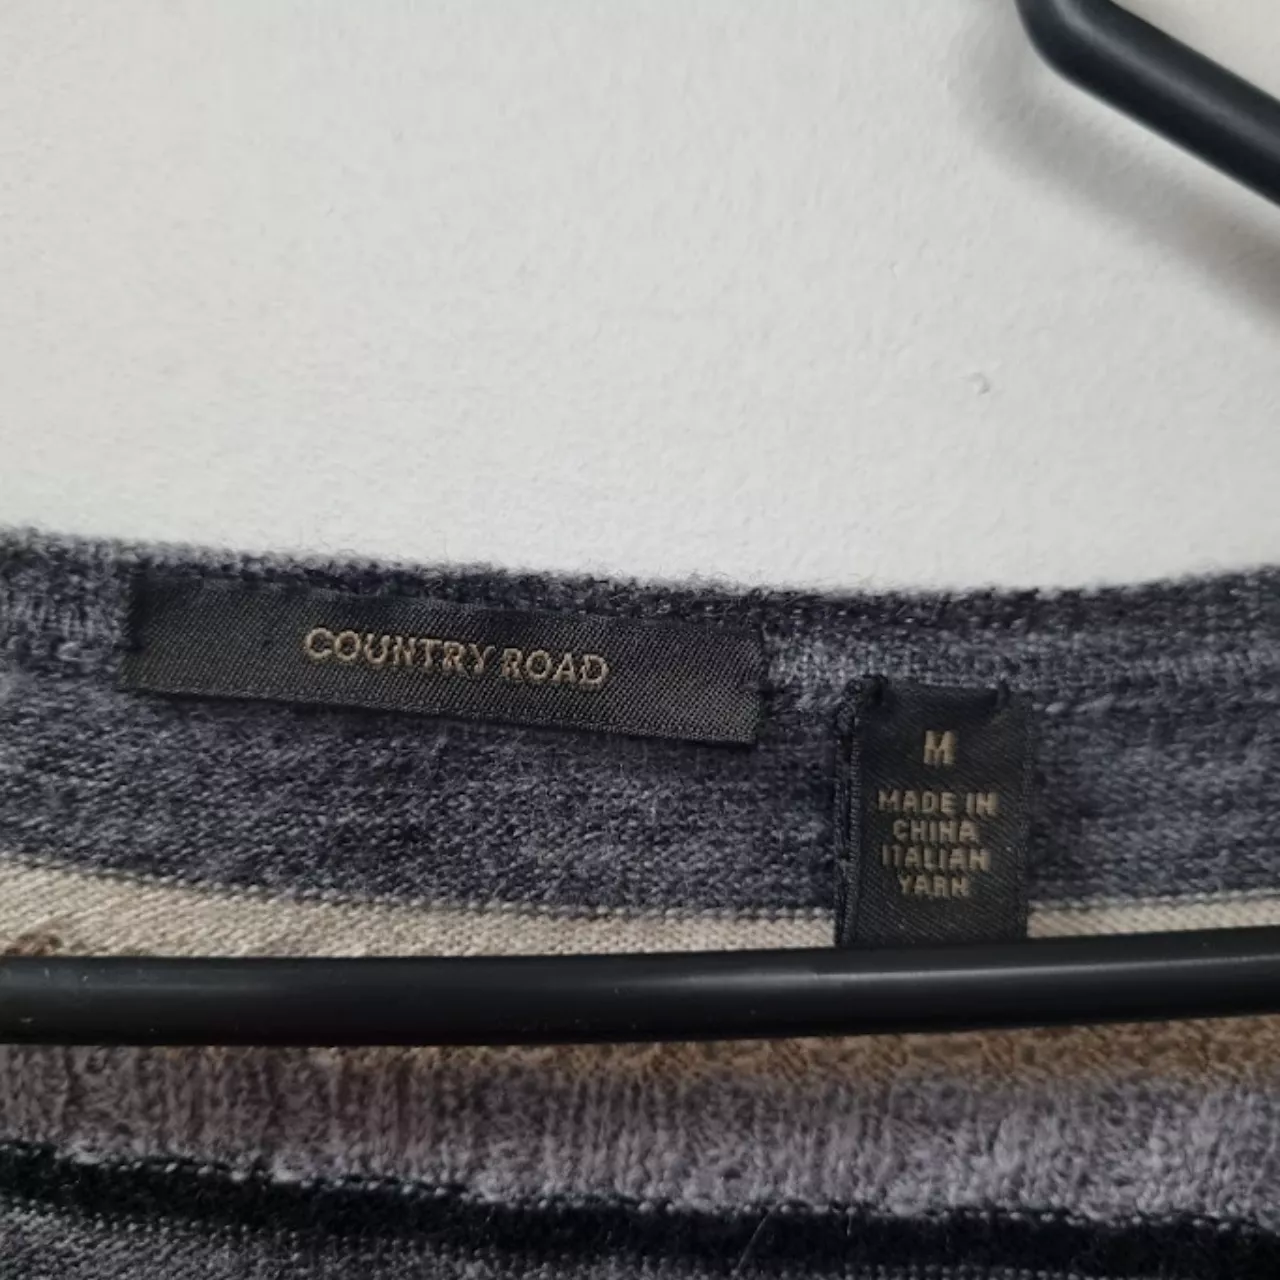 COUNTRY ROAD
M
MADE IN
CHINA
ITALIAN
YARN